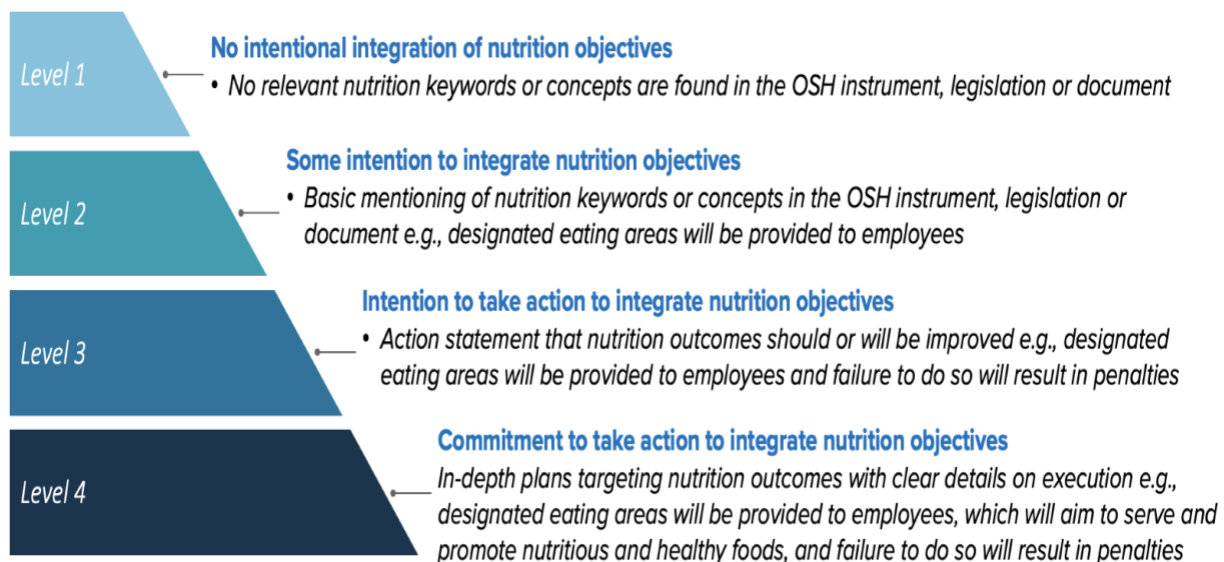 Level 1
No intentional integration of nutrition objectives
• No relevant nutrition keywords or concepts are found in the OSH instrument, legislation or document
Level 2
Some intention to integrate nutrition objectives
• Basic mentioning of nutrition keywords or concepts in the OSH instrument, legislation or
document e.g., designated eating areas will be provided to employees
Level 3
Intention to take action to integrate nutrition objectives
• Action statement that nutrition outcomes should or will be improved e.g., designated
eating areas will be provided to employees and failure to do so will result in penalties
Level 4
Commitment to take action to integrate nutrition objectives
In-depth plans targeting nutrition outcomes with clear details on execution e.g.,
designated eating areas will be provided to employees, which will aim to serve and
promote nutritious and healthy foods, and failure to do so will result in penalties